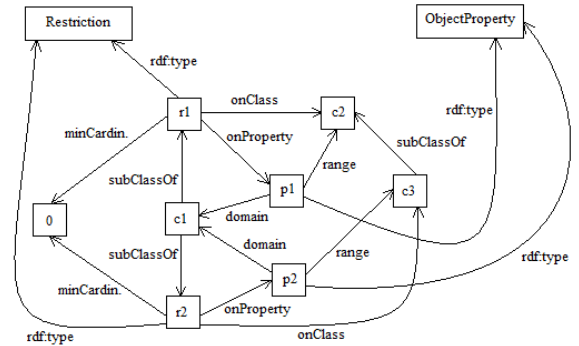 Restriction
ObjectProperty
rdf:type
onClass
rdf:type
r1
c2
minCardin.
onProperty
subClassOf
range
subClassOf
p1
c3
0
c1
domain
domain
subClassOf
range
rdf:type
p2
minCardin.
onProperty
r2
rdf:type
onClass